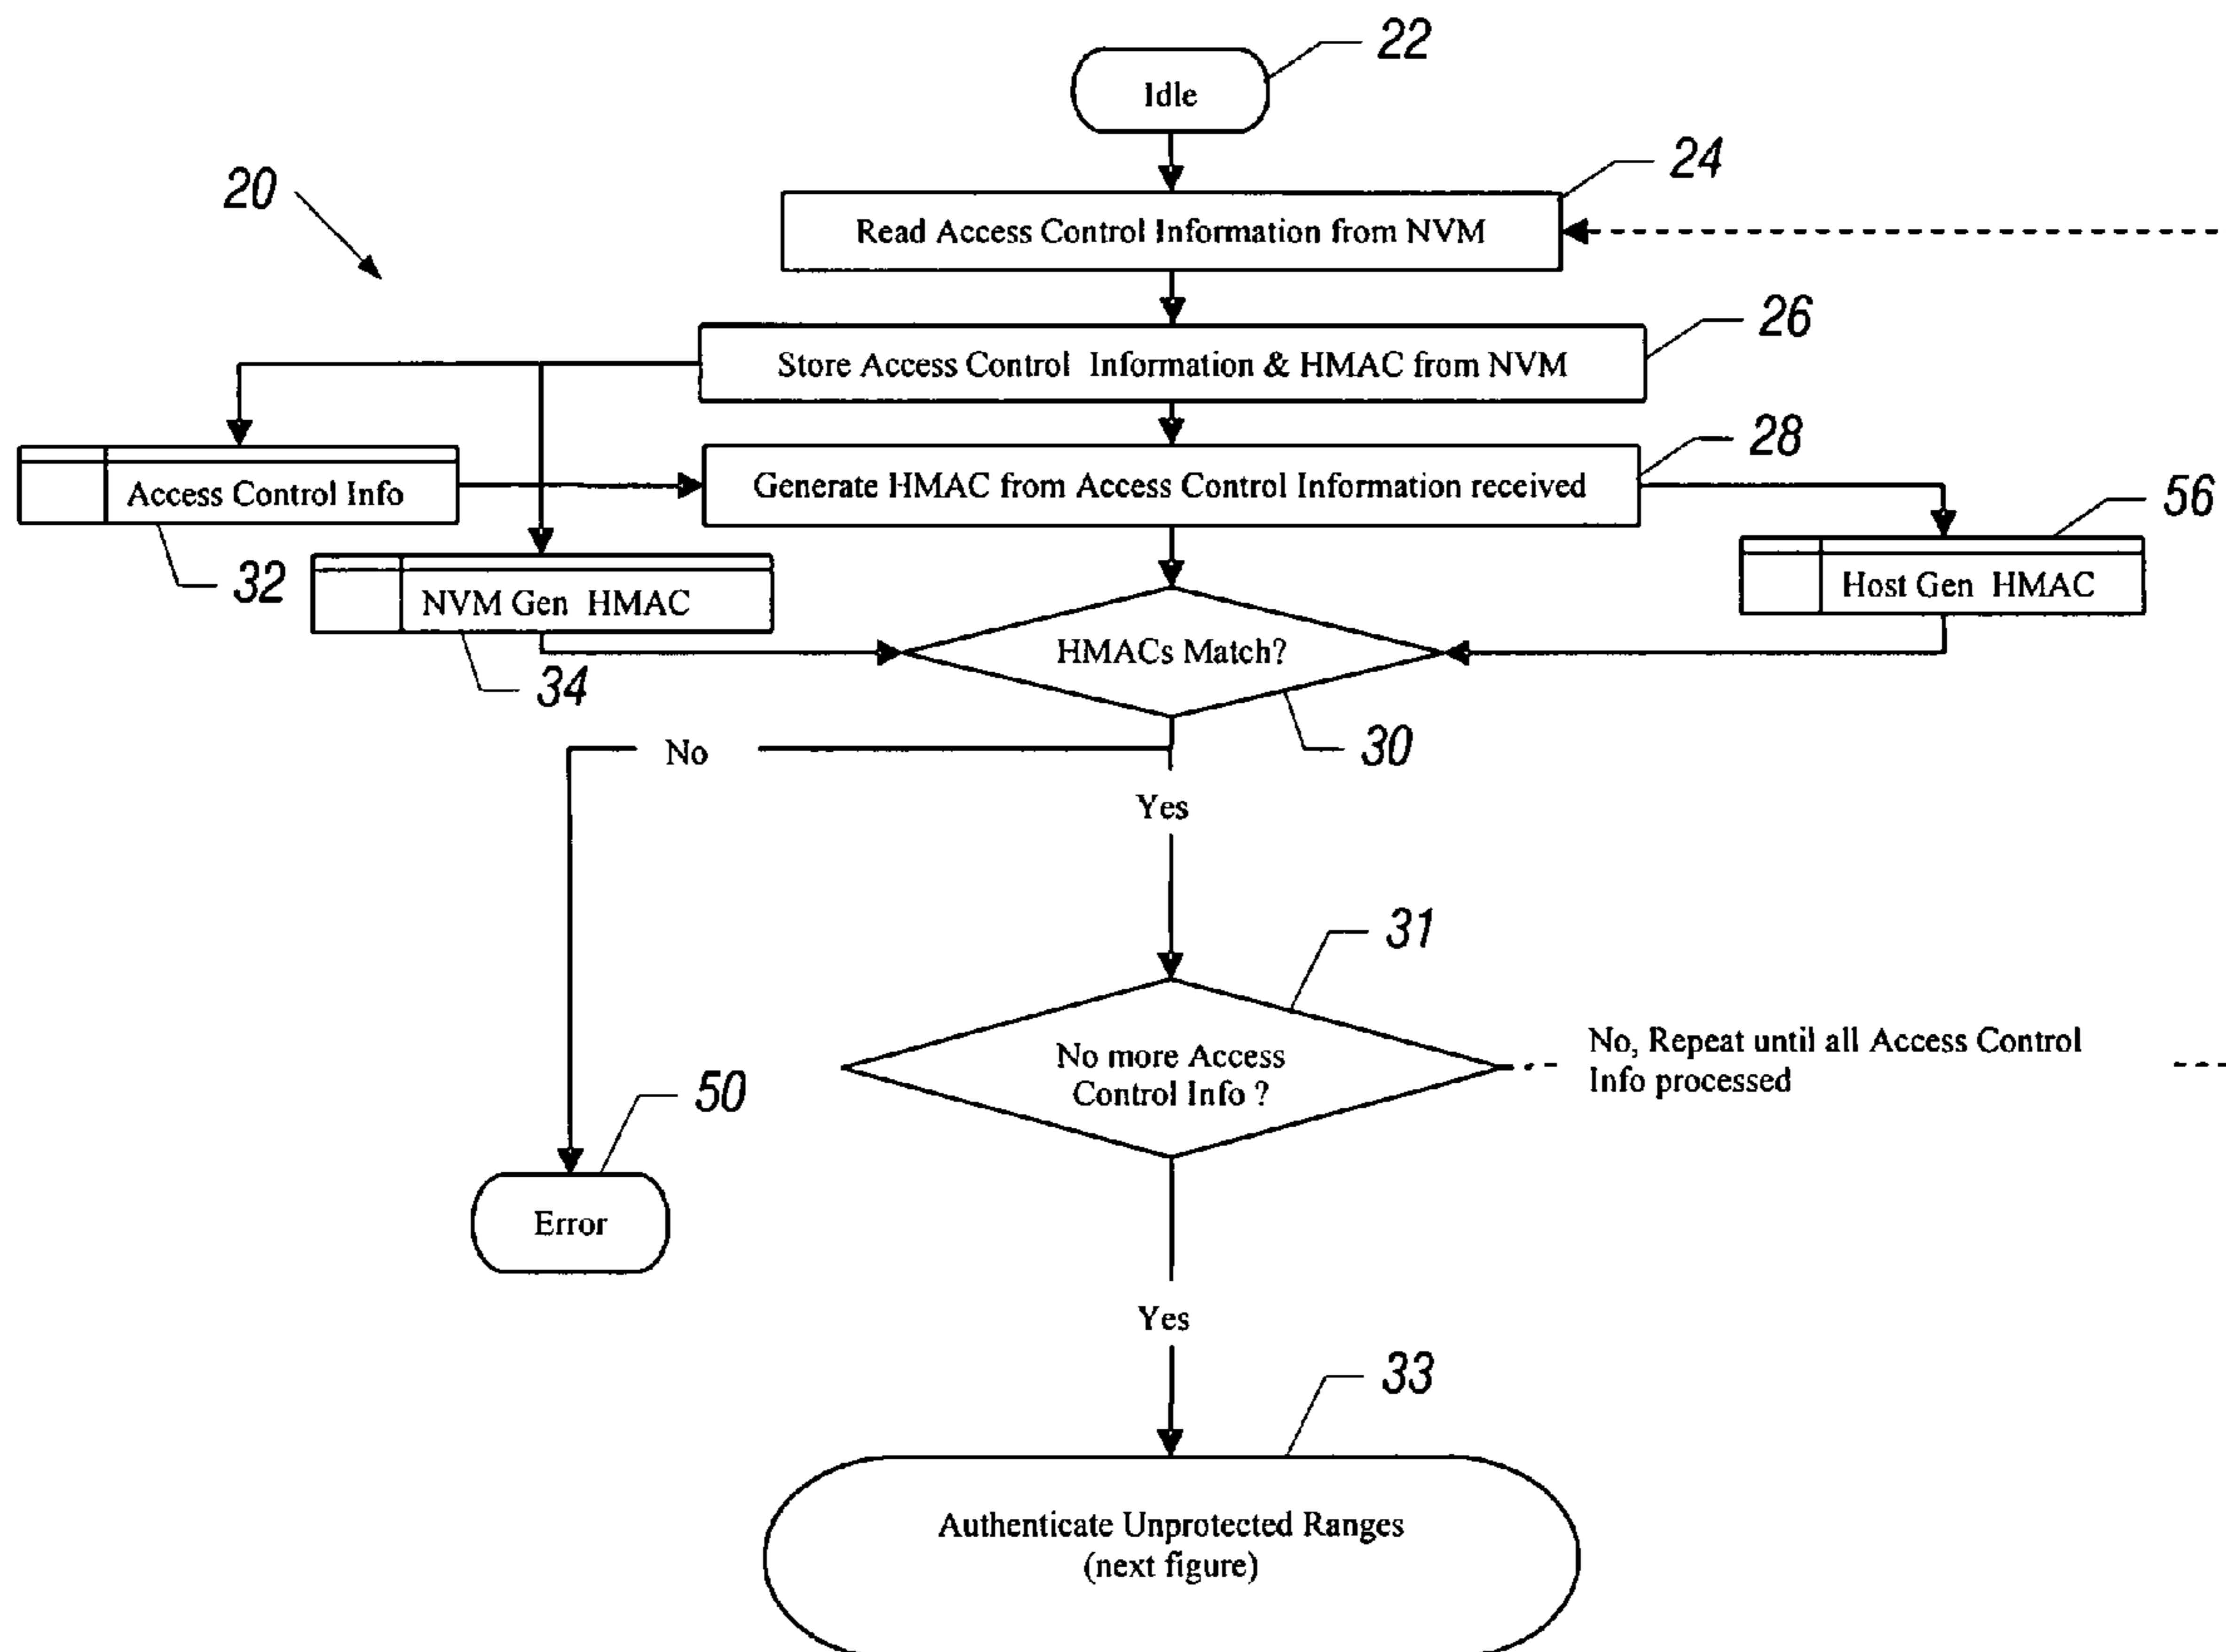 22
Idle
24
20
Read Access Control Information from NVM
26
Store Access Control Information & HMAC from NVM
28
Access Control Info
Generate HMAC from Access Control Information received
56
32
NVM Gen HMAC
Host Gen HMAC
HMACs Match?
34
30
No
Yes
31
No more Access
Control Info ?
No, Repeat until all Access Control
Info processed
50
Error
Yes
33
Authenticate Unprotected Ranges
(next figure)